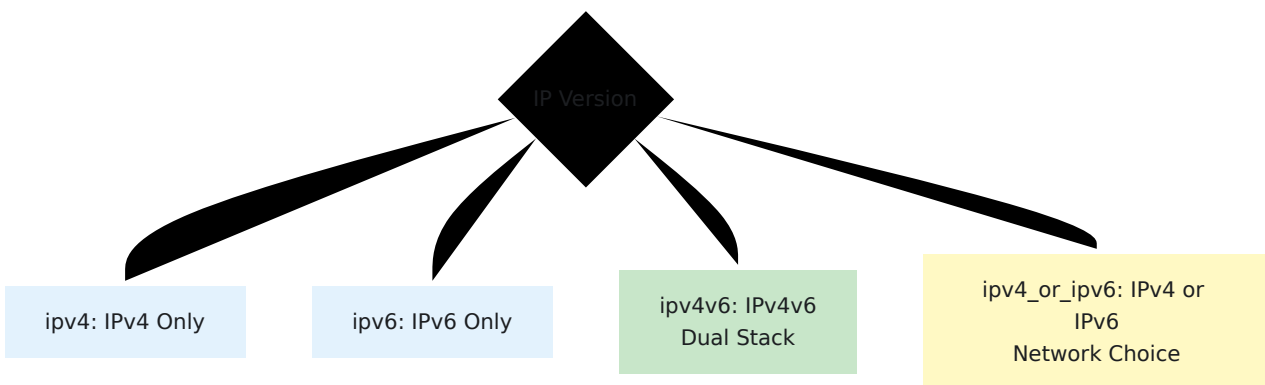 IP Version
ipv4: IPv4 Only
ipv6: IPv6 Only
ipv4v6: IPv4v6
Dual Stack
ipv4_or_ipv6: IPv4 or
IPv6
Network Choice